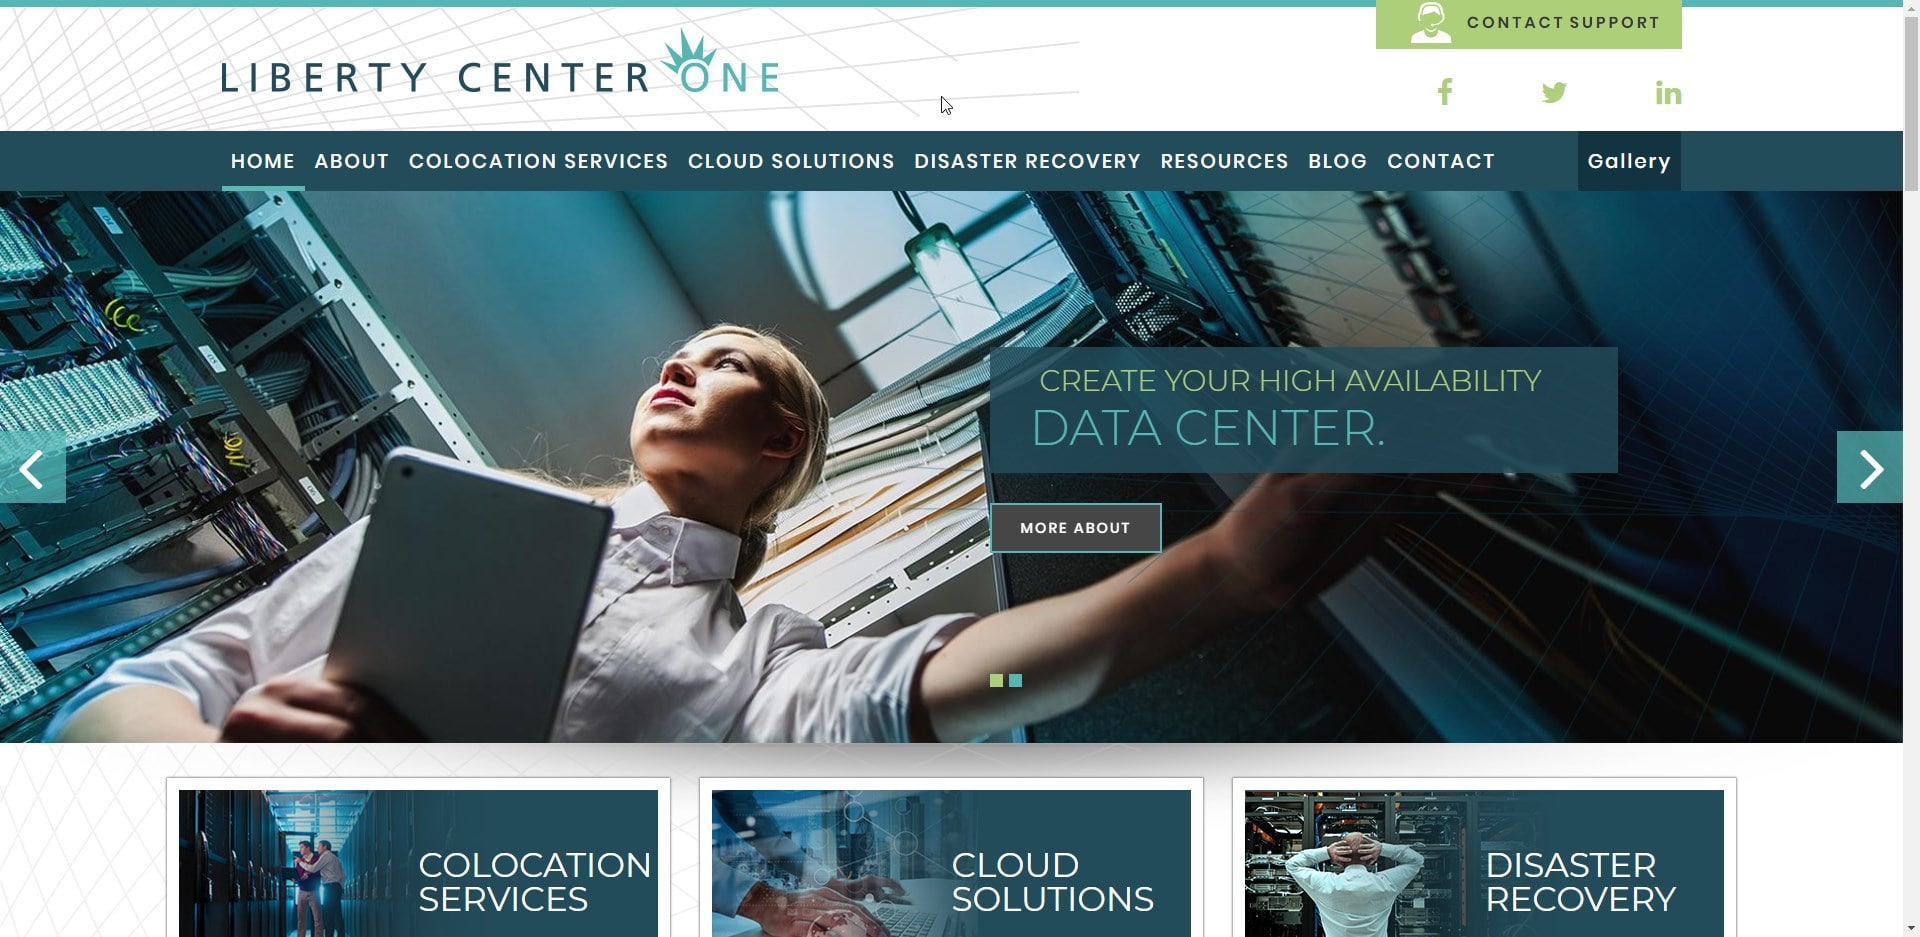 CONTACT SUPPORT
LIBERTY CENTER ONE
HOME ABOUT COLOCATION SERVICES CLOUD SOLUTIONS DISASTER RECOVERY RESOURCES BLOG CONTACT Gallery
CREATE YOUR HIGH AVAILABILITY
DATA CENTER.
MORE ABOUT
COLOCATION
SERVICES
CLOUD
SOLUTIONS
DISASTER
RECOVERY